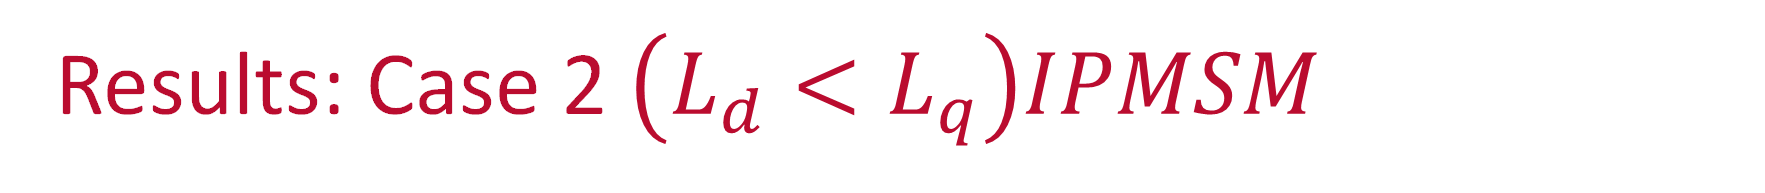 Results: Case 2 (L_d < L_q)IPMSM